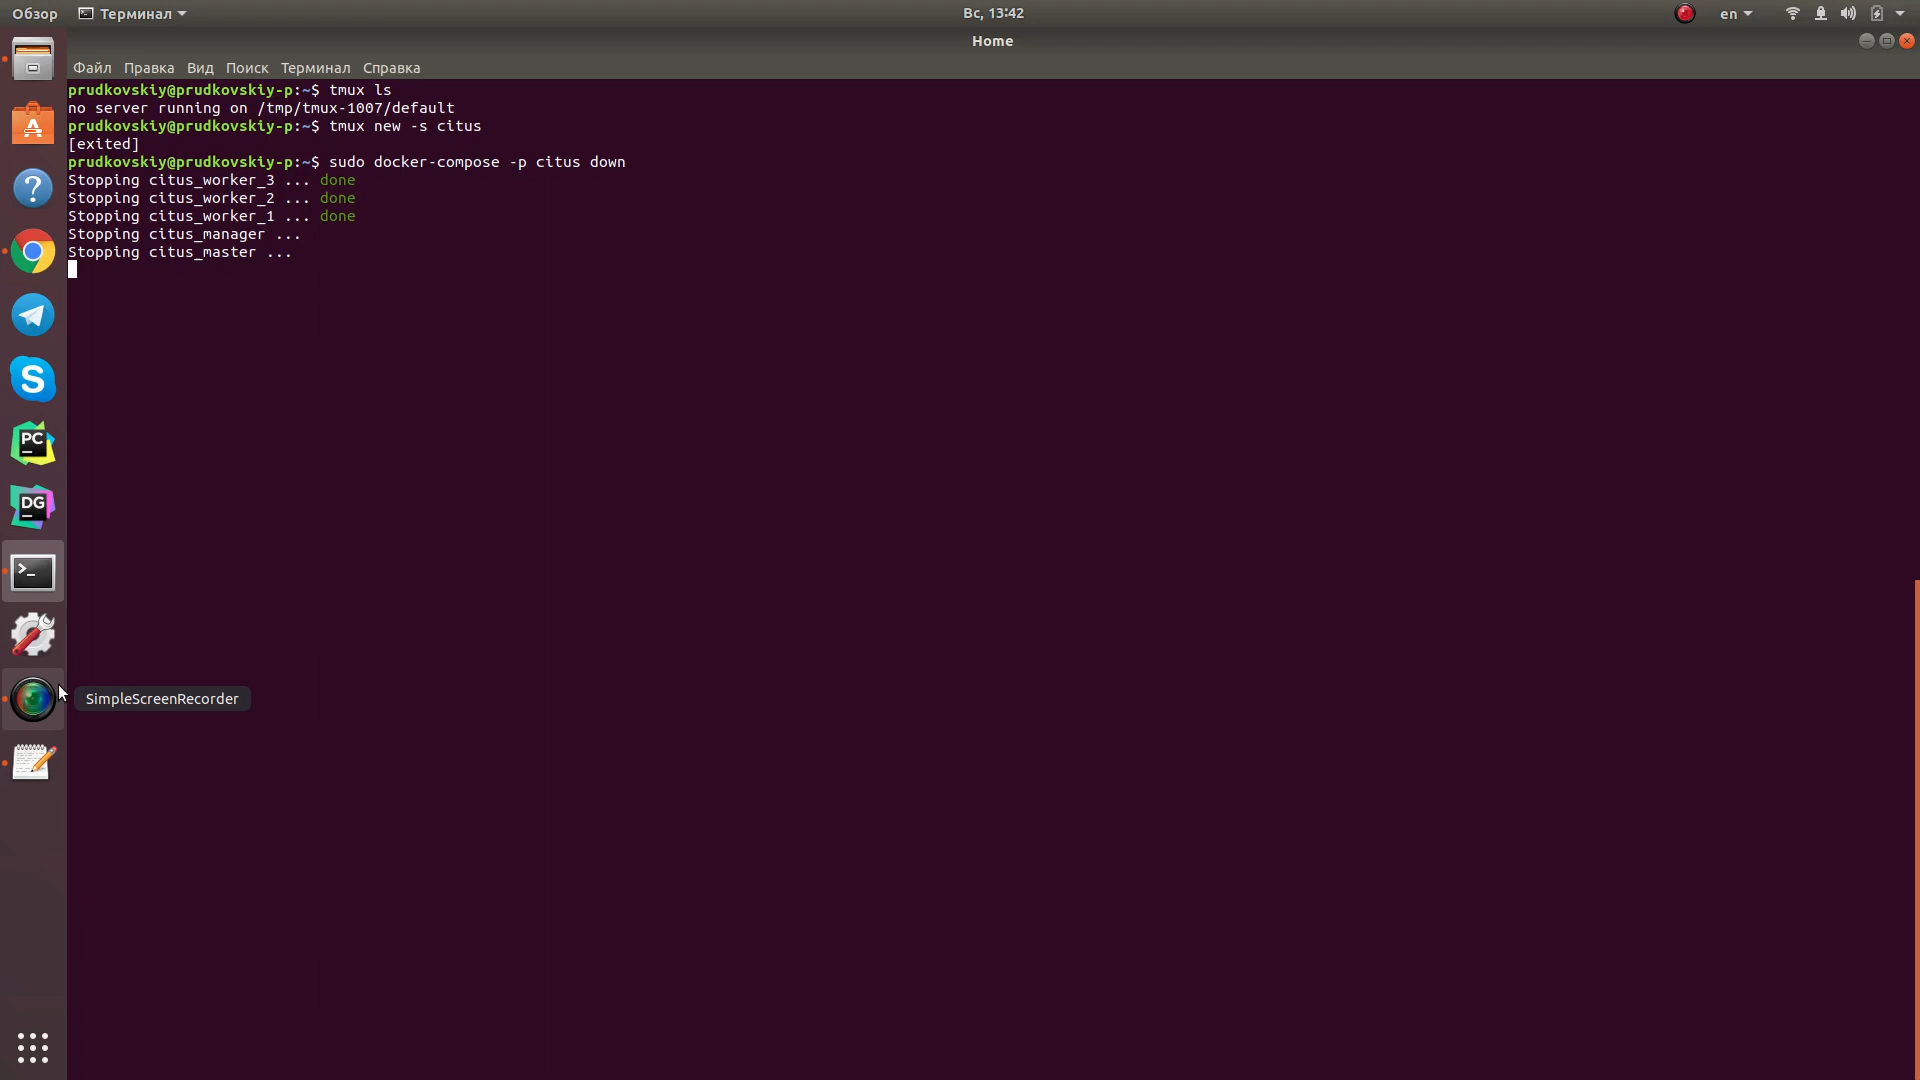 Обзор Терминал Вс, 13:42 en
Home
Файл Правка Вид Поиск Терминал Справка
prudkovskiy@prudkovskiy-p:~$ tmux ls
no server running on /tmp/tmux-1007/default
prudkovskiy@prudkovskiy-p:~$ tmux new -s citus
[exited]
prudkovskiy@prudkovskiy-p:~$ sudo docker-compose -p citus down
Stopping citus_worker_3 ... done
Stopping citus_worker_2 ... done
Stopping citus_worker_1 ... done
Stopping citus_manager ...
Stopping citus_master ...
PC
DG
SimpleScreenRecorder